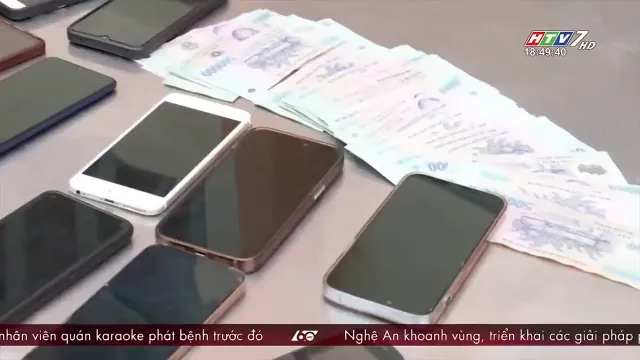 HTV7 HD
18:49:40
nhân viên quán karaoke phát bệnh trước đó
60
Nghệ An khoanh vùng, triển khai các giải pháp